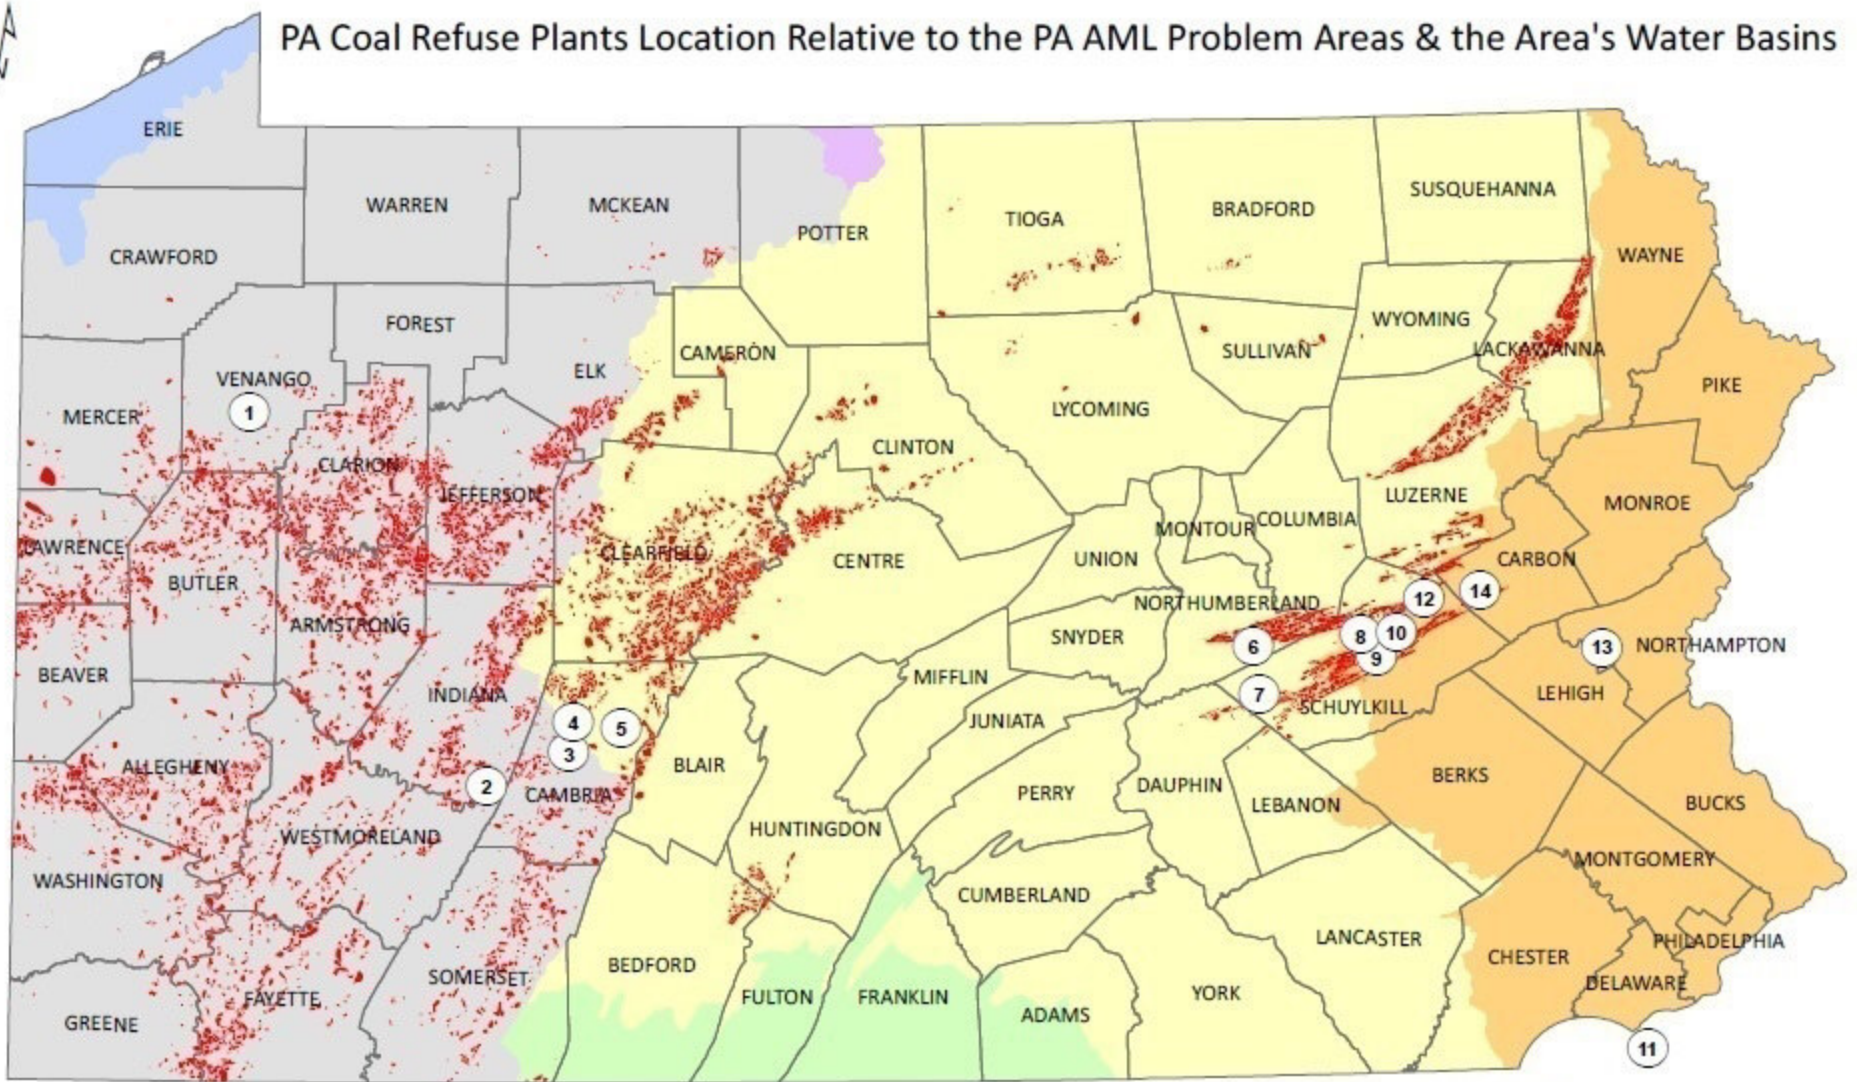 PA Coal Refuse Plants Location Relative to the PA AML Problem Areas & the Area's Water Basins
N
ERIE
CRAWFORD
WARREN
MCKEAN
POTTER
TIOGA
BRADFORD
SUSQUEHANNA
WAYNE
FOREST
ELK
CAMERON
SULLIVAN
WYOMING
LACKAWANNA
PIKE
MERCER
VENANGO
1
CLARION
JEFFERSON
CLINTON
LYCOMING
LUZERNE
MONROE
LAWRENCE
BUTLER
ARMSTRONG
CLEARFIELD
CENTRE
UNION
MONTOUR
COLUMBIA
CARBON
NORTHUMBERLAND
SNYDER
12
14
6
8
10
9
13
NORTHAMPTON
BEAVER
INDIANA
MIFFLIN
JUNIATA
7
SCHUYLKILL
LEHIGH
4
5
3
2
CAMBRIA
BLAIR
ALLEGHENY
WESTMORELAND
HUNTINGDON
PERRY
DAUPHIN
LEBANON
BERKS
BUCKS
MONTGOMERY
WASHINGTON
CUMBERLAND
LANCASTER
CHESTER
PHILADELPHIA
DELAWARE
GREENE
FAYETTE
SOMERSET
BEDFORD
FULTON
FRANKLIN
ADAMS
YORK
11